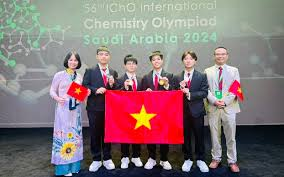 56th IChO International
Chemistry Olympiad
Saudi Arabia 2024